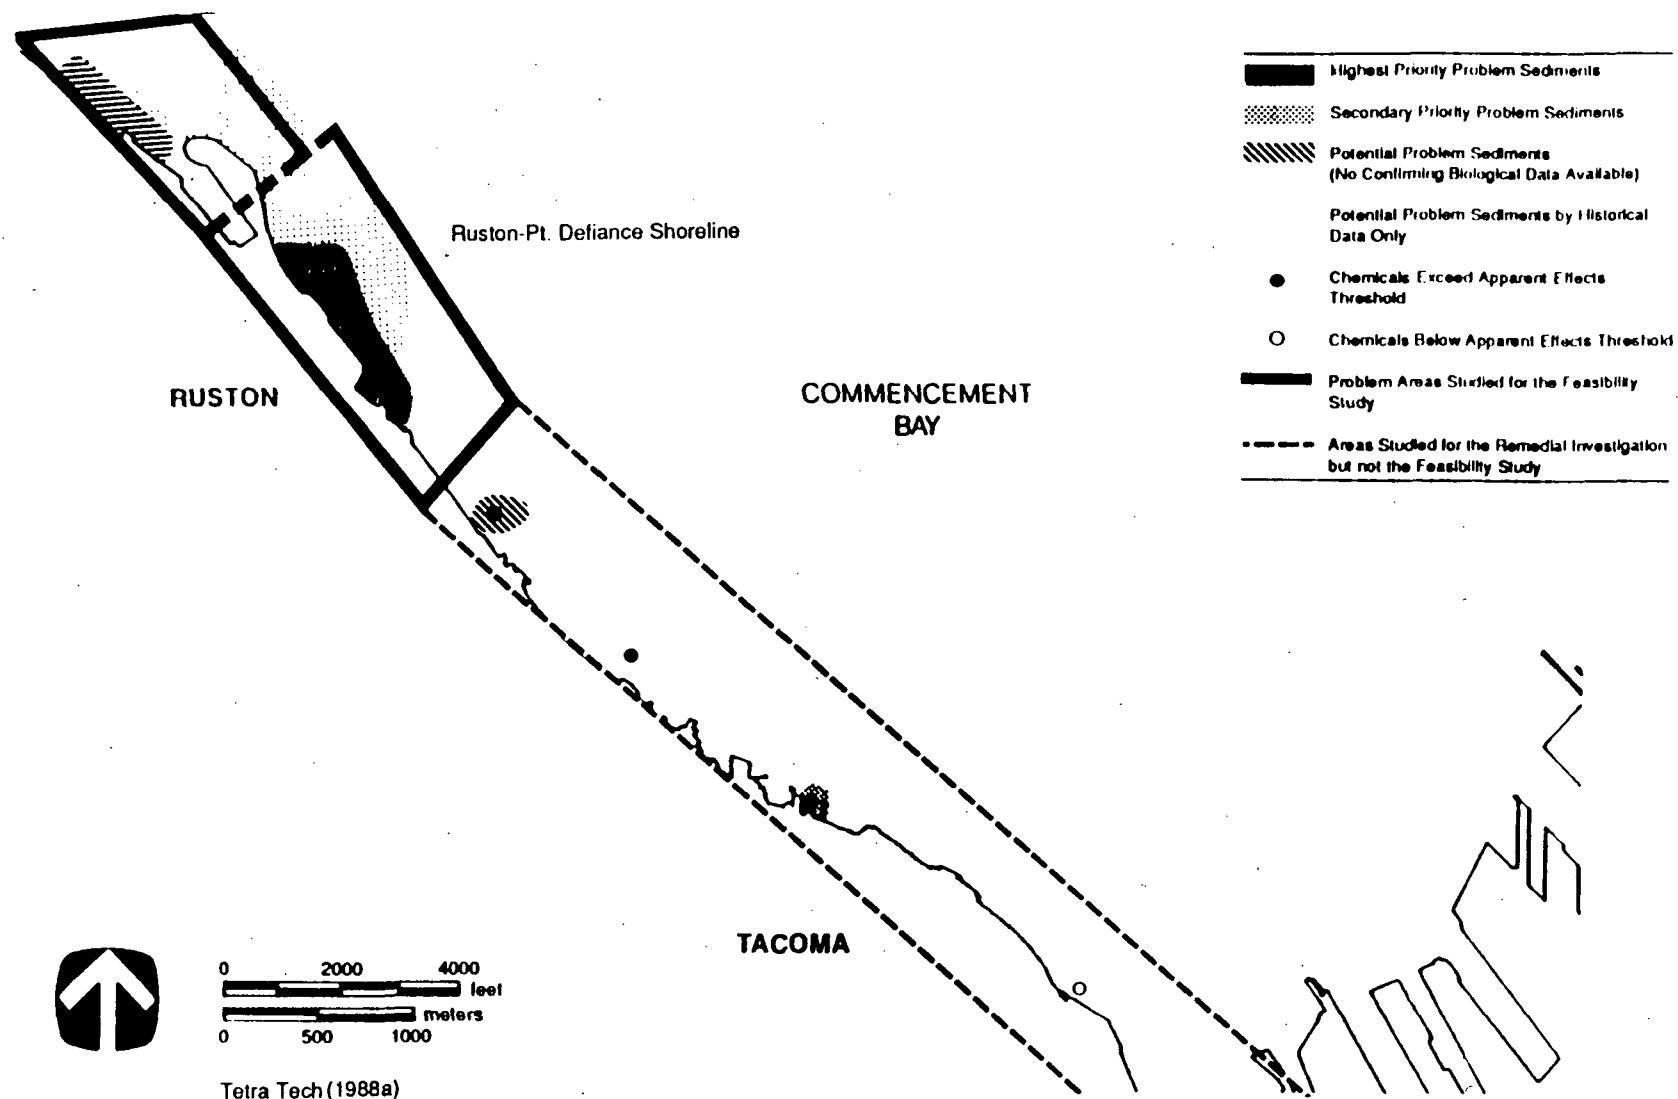 Highest Priority Problem Sediments
Secondary Priority Problem Sediments
Potential Problem Sediments
(No Confirming Biological Data Available)
Potential Problem Sediments by Historical
Data Only
Chemicals Exceed Apparent Effects
Threshold
Chemicals Below Apparent Effects Threshold
Problem Areas Studied for the Feasibility
Study
Areas Studied for the Remedial Investigation
but not the Feasibility Study
Ruston-Pt. Defiance Shoreline
RUSTON
COMMENCEMENT
BAY
TACOMA
0 2000 4000
feet
meters
0 500 1000
Tetra Tech (1988a)